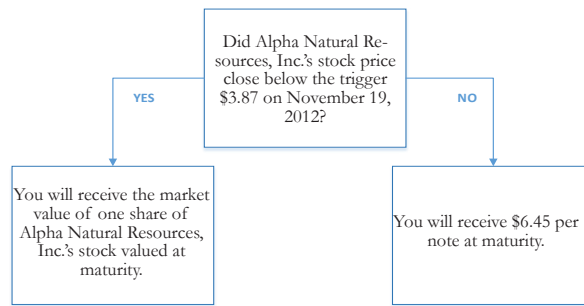 Did Alpha Natural Re-
sources, Inc.'s stock price
close below the trigger
$3.87 on November 19,
2012?
YES
NO
You will receive the market
value of one share of
Alpha Natural Resources,
Inc.'s stock valued at
maturity.
You will receive $6.45 per
note at maturity.